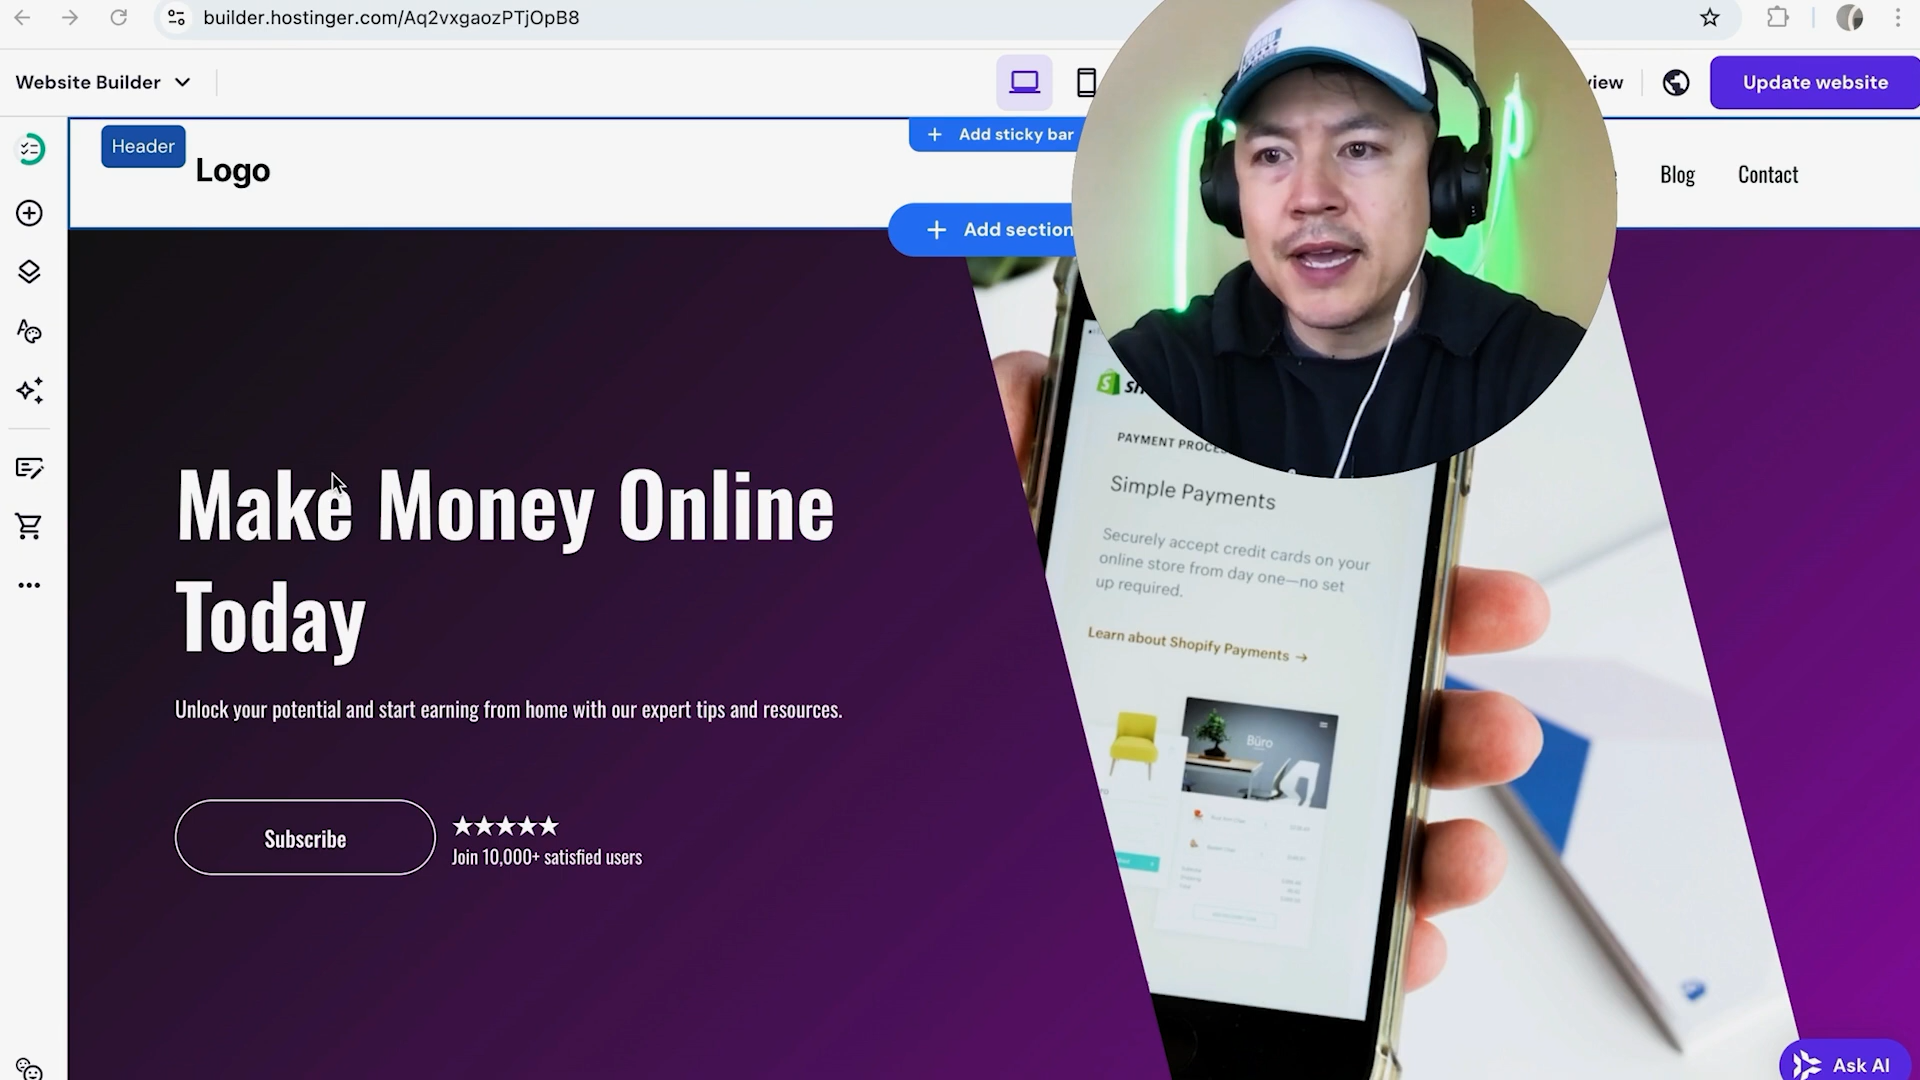 builder.hostinger.com/Aq2vxgaozPTjOpB8
Website Builder
Update website
Header
Logo
Add sticky bar
Add section
Blog
Contact
Make Money Online
Today
Unlock your potential and start earning from home with our expert tips and resources.
Subscribe
★★★★★
Join 10,000+ satisfied users
PAYMENT
Simple Payments
Securely accept credit cards on your
online store from day one—no set
up required.
Learn about Shopify Payments →
Büro
Ask AI